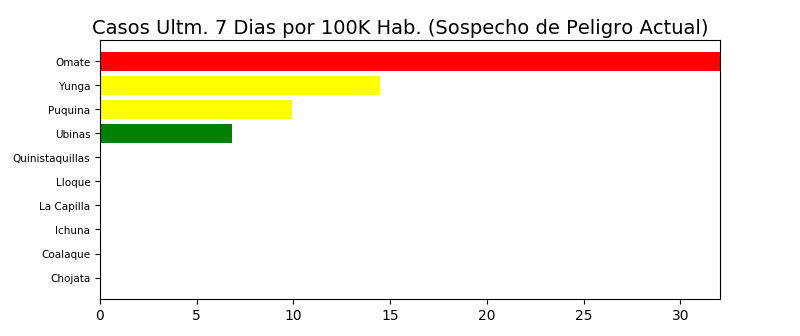 Casos Ultm. 7 Dias por 100K Hab. (Sospecho de Peligro Actual)
Omate
Yunga
Puquina
Ubinas
Quinistaquillas
Lloque
La Capilla
Ichuna
Coalaque
Chojata
0 5 10 15 20 25 30